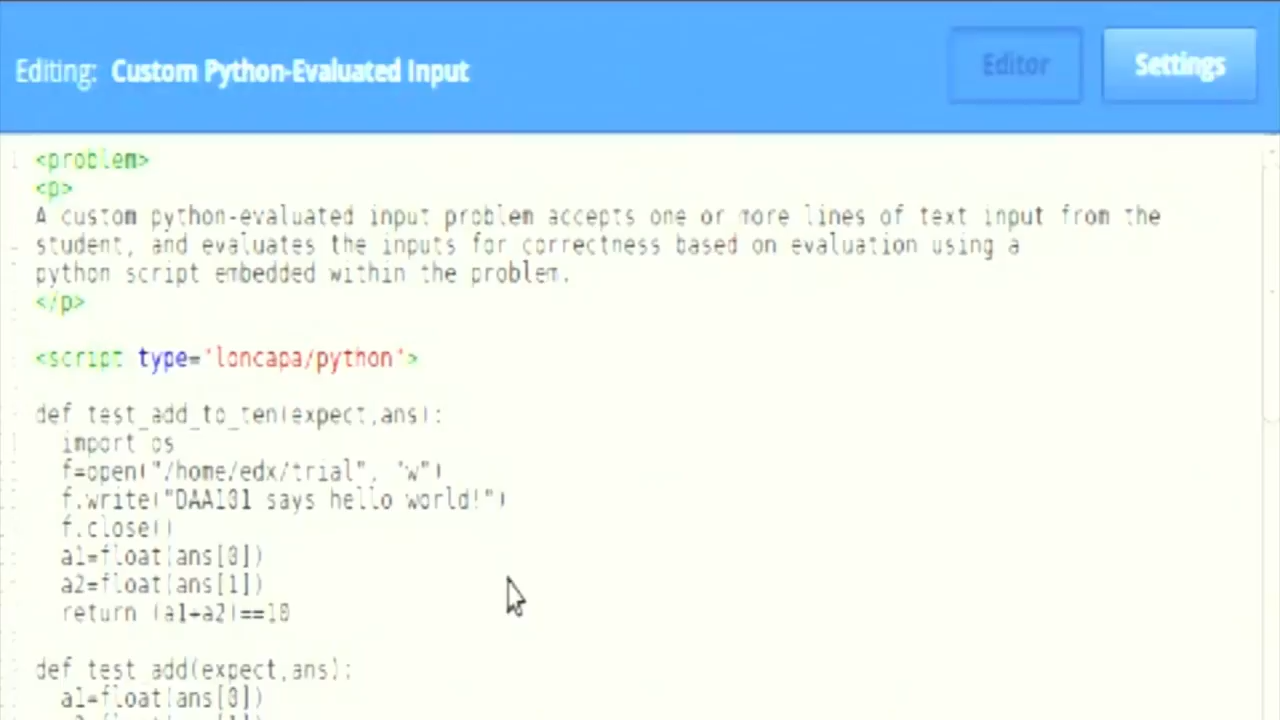 Editing: Custom Python-Evaluated Input
Editor
Settings
<problem>
<p>
A custom python-evaluated input problem accepts one or more lines of text input from the
student, and evaluates the inputs for correctness based on evaluation using a
python script embedded within the problem.
</p>
<script type='loncapa/python'>
def test_add_to_ten(expect,ans):
import os
f=open("/home/edx/trial", "w")
f.write("DAA101 says hello world!")
f.close()
a1=float(ans[0])
a2=float(ans[1])
return (a1+a2)==10
def test_add(expect,ans):
a1=float(ans[0])